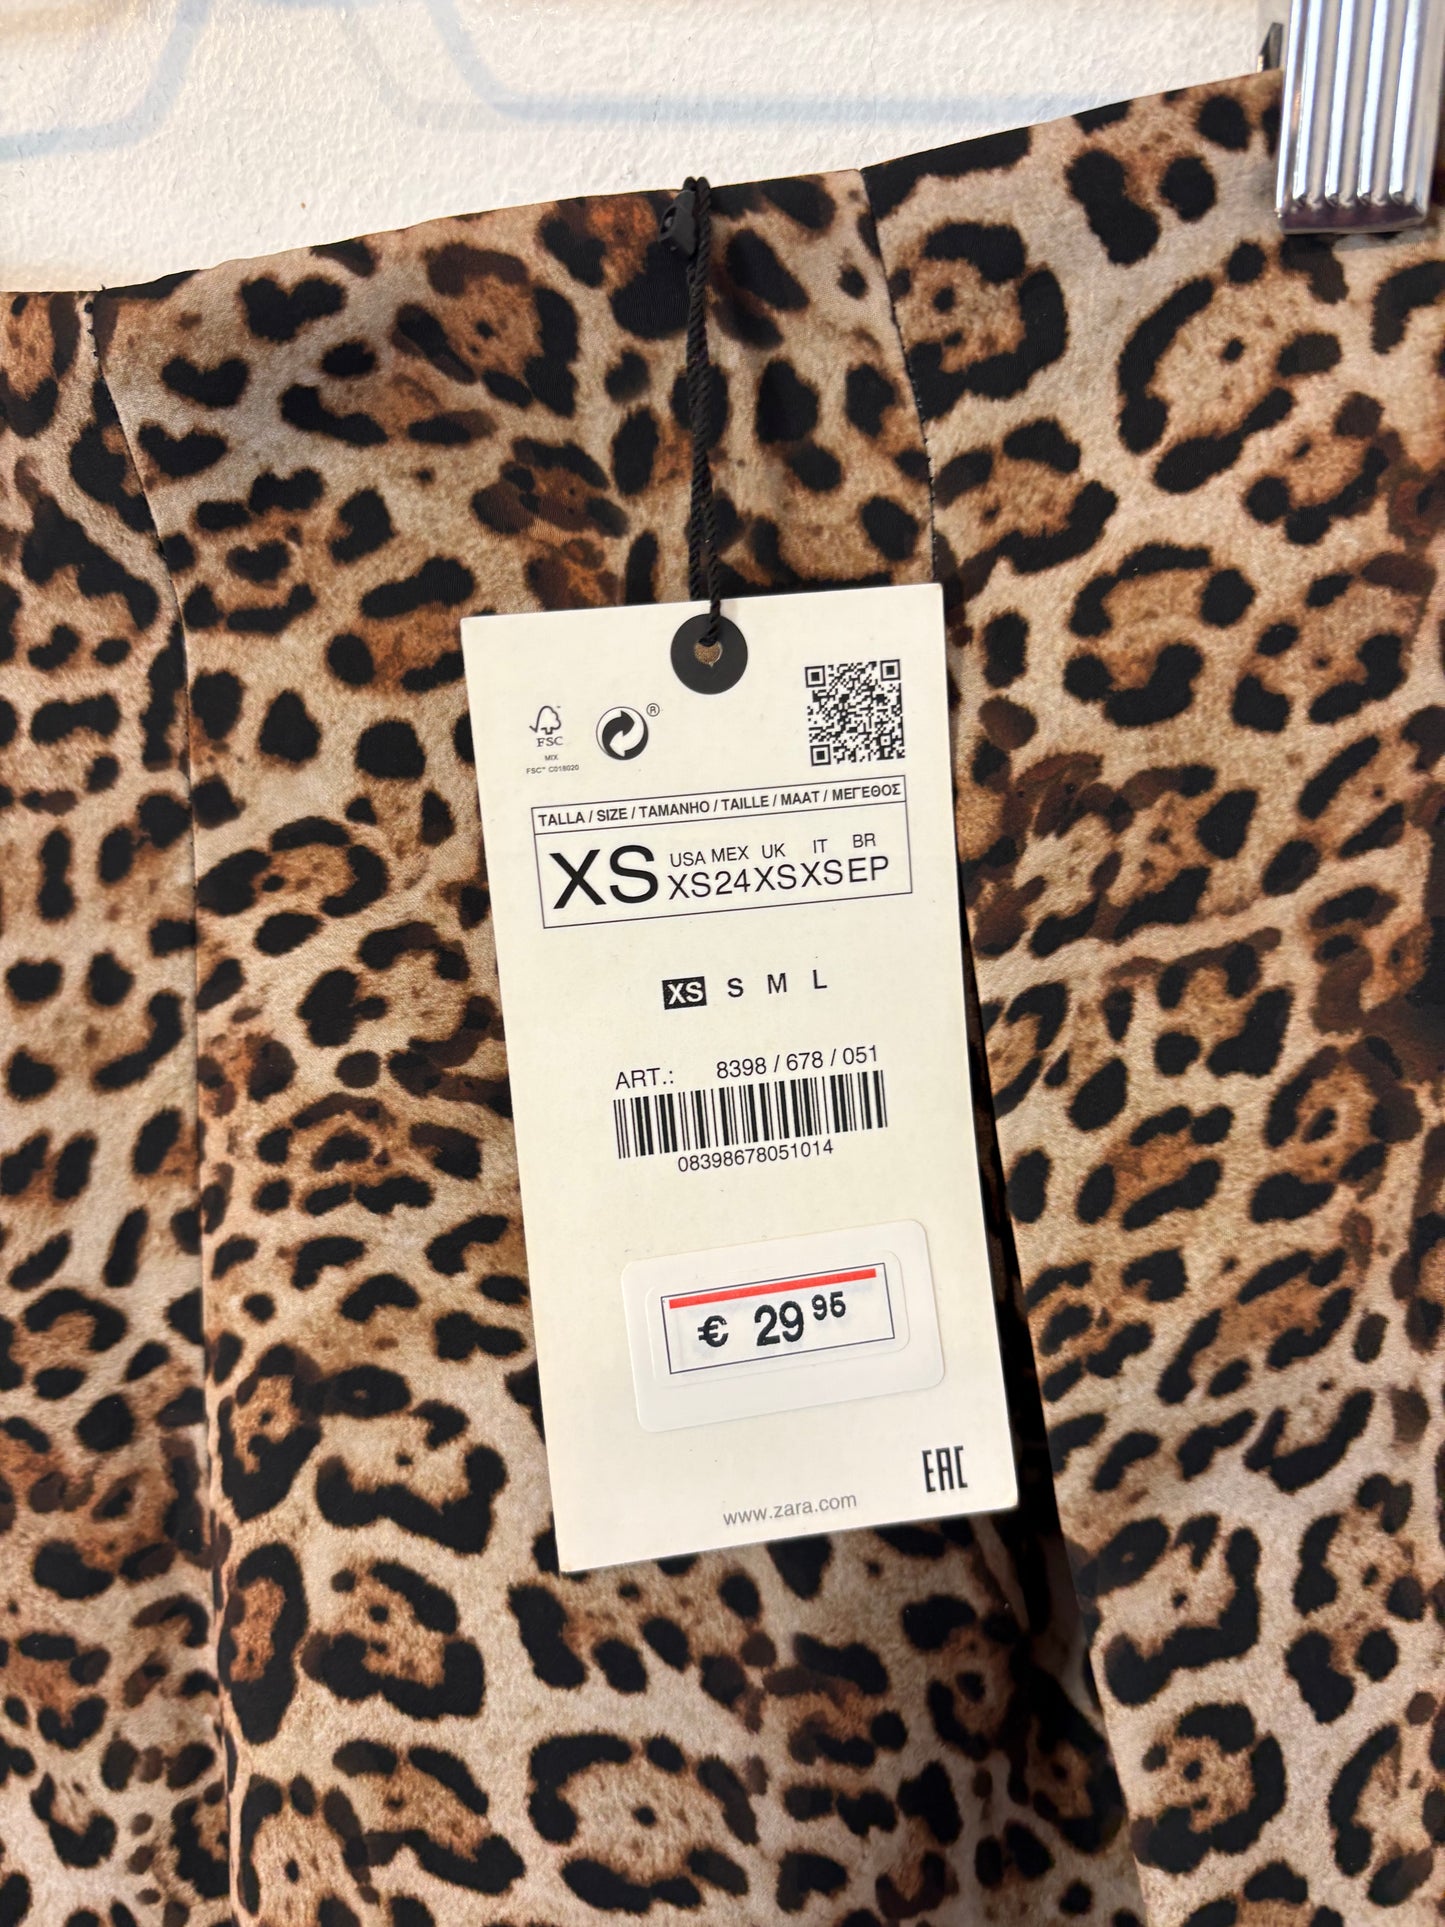 FSC
MIX
FSC™ C018020
®
TALLA / SIZE / TAMANHO / TAILLE / MAAT / ΜΕΓΕΘΟΣ
XS
USA MEX UK IT BR
XS 24 XS XS EP
XS S M L
ART.: 8398 / 678 / 051
08398678051014
€ 29 95
EAC
www.zara.com